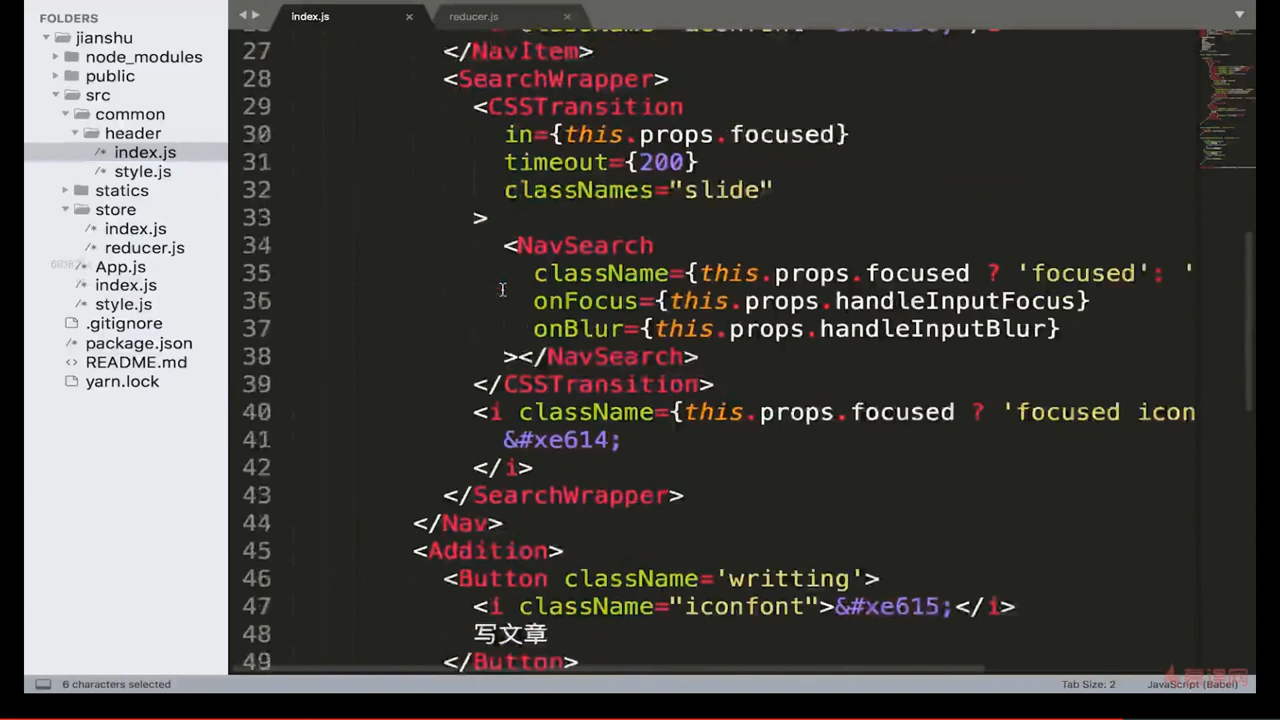 FOLDERS
jianshu
node_modules
public
src
common
header
index.js
style.js
statics
store
index.js
reducer.js
App.js
index.js
style.js
.gitignore
package.json
README.md
yarn.lock
index.js
reducer.js
27 </NavItem>
28 <SearchWrapper>
29 <CSSTransition
30 in={this.props.focused}
31 timeout={200}
32 classNames="slide"
33 >
34 <NavSearch
35 className={this.props.focused ? 'focused': '
36 onFocus={this.props.handleInputFocus}
37 onBlur={this.props.handleInputBlur}
38 ></NavSearch>
39 </CSSTransition>
40 <i className={this.props.focused ? 'focused icon
41 &#xe614;
42 </i>
43 </SearchWrapper>
44 </Nav>
45 <Addition>
46 <Button className='writting'>
47 <i className="iconfont">&#xe615;</i>
48 写文章
49 </Button>
6 characters selected
Tab Size: 2
JavaScript (Babel)